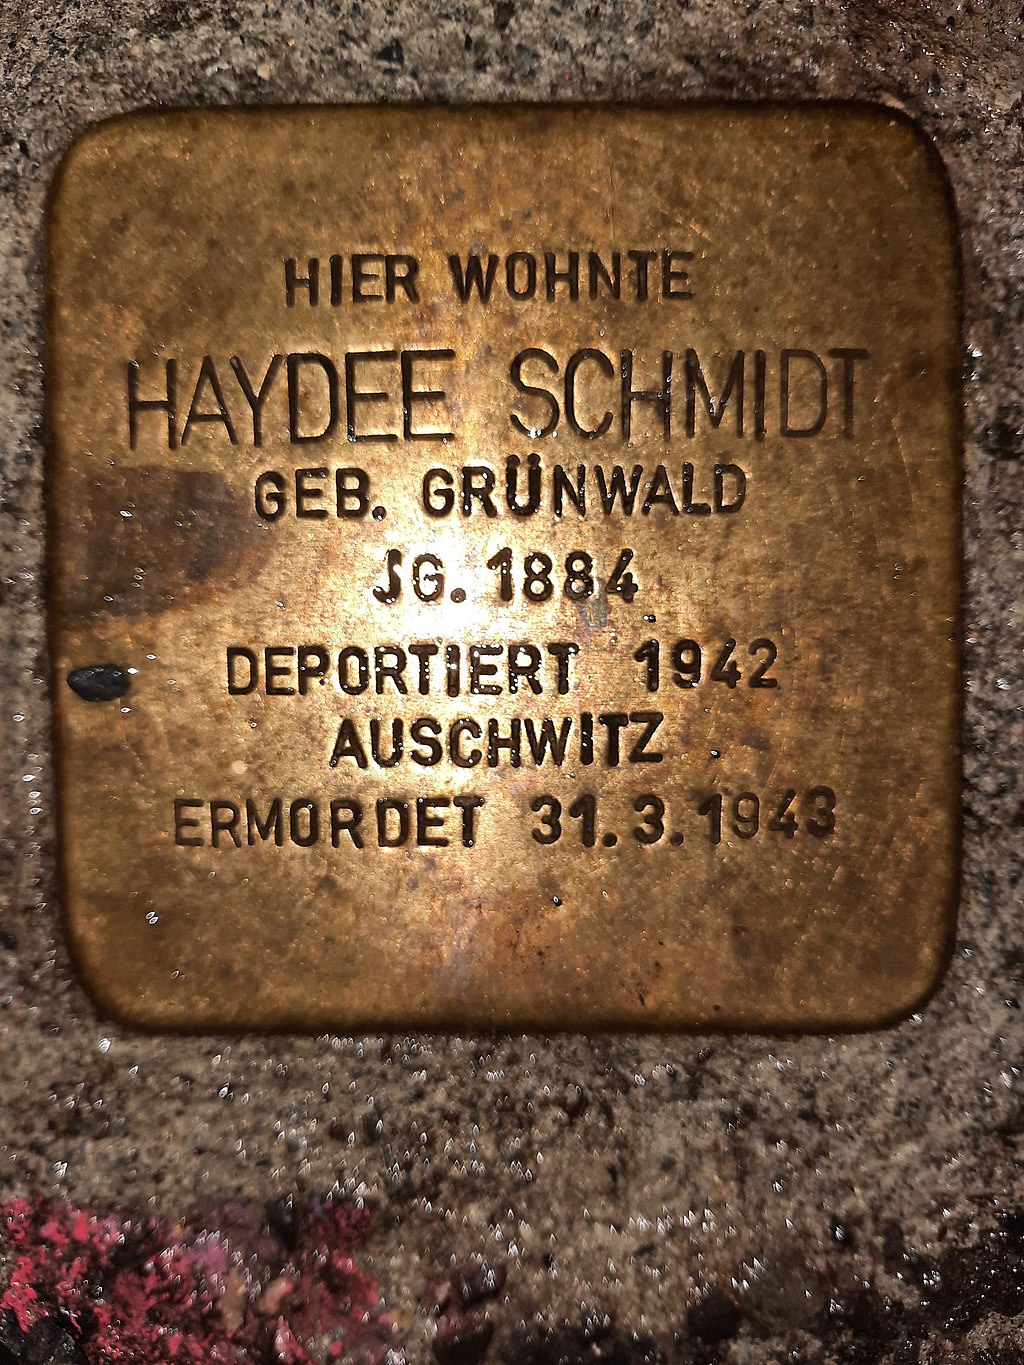 HIER WOHNTE
HAYDEE SCHMIDT
GEB. GRÜNWALD
JG. 1884
DEPORTIERT 1942
AUSCHWITZ
ERMORDET 31.3.1943